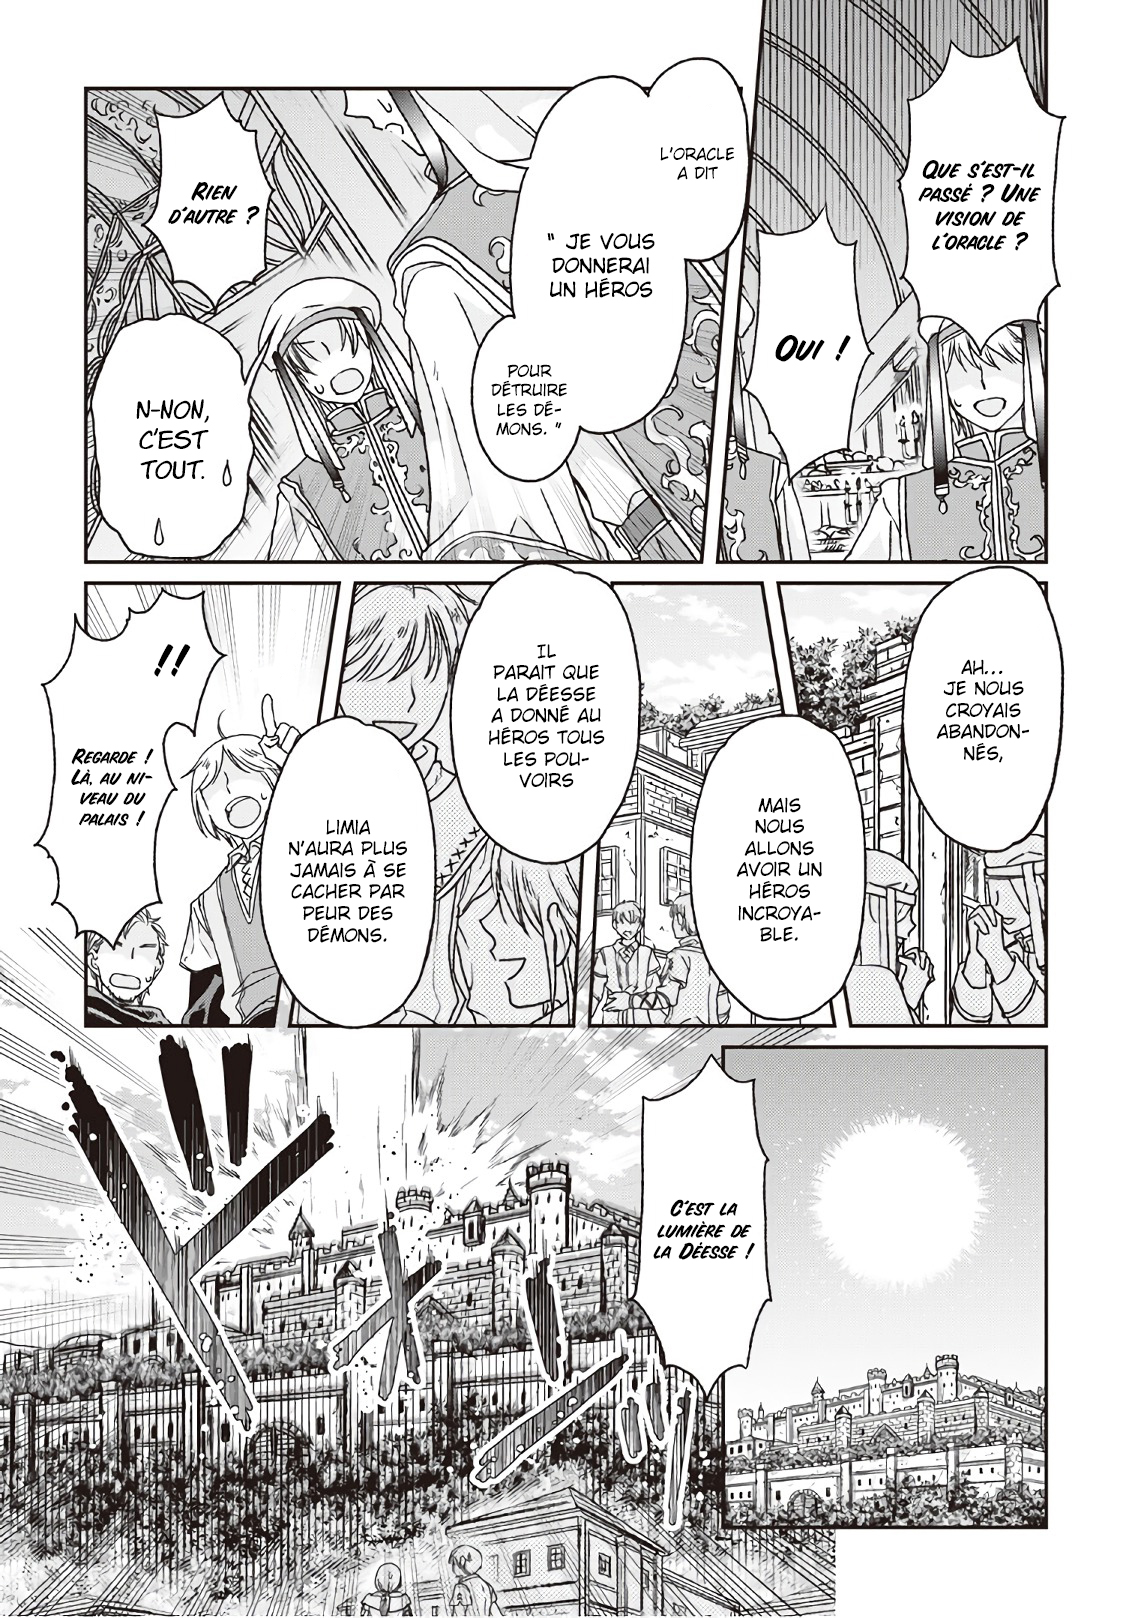 Que s'est-il
passé ? Une
vision de
l'oracle ?
Oui !
L'ORACLE
A DIT
" JE VOUS
DONNERAI
UN HÉROS
POUR
DÉTRUIRE
LES DÉ-
MONS. "
Rien
d'autre ?
N-NON,
C'EST
TOUT.
AH...
JE NOUS
CROYAIS
ABANDON-
NÉS,
MAIS
NOUS
ALLONS
AVOIR UN
HÉROS
INCROYA-
BLE.
IL
PARAIT QUE
LA DÉESSE
A DONNÉ AU
HÉROS TOUS
LES POU-
VOIRS
LIMIA
N'AURA PLUS
JAMAIS À SE
CACHER PAR
PEUR DES
DÉMONS.
!!
Regarde !
Là, au ni-
veau du
palais !
C'est la
lumière de
la Déesse !